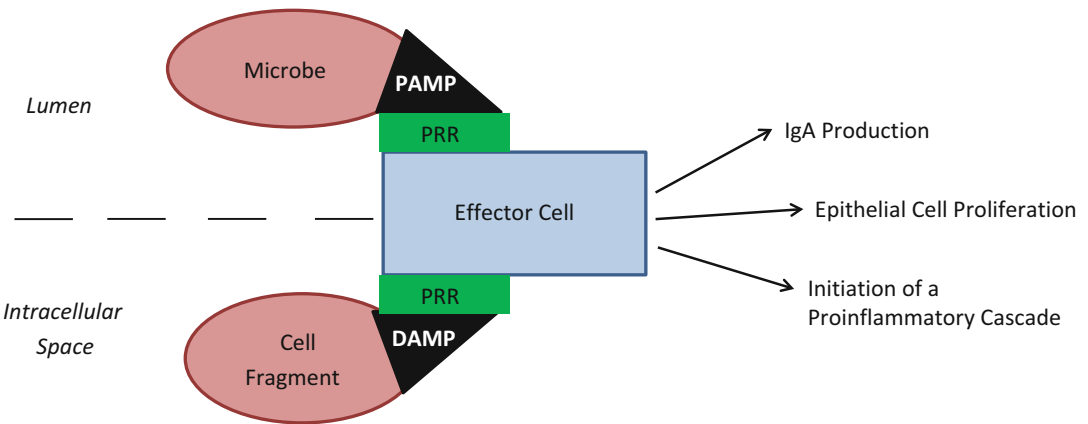 Lumen
Microbe
PAMP
PRR
Effector Cell
PRR
DAMP
Intracellular
Space
Cell
Fragment
IgA Production
Epithelial Cell Proliferation
Initiation of a
Proinflammatory Cascade